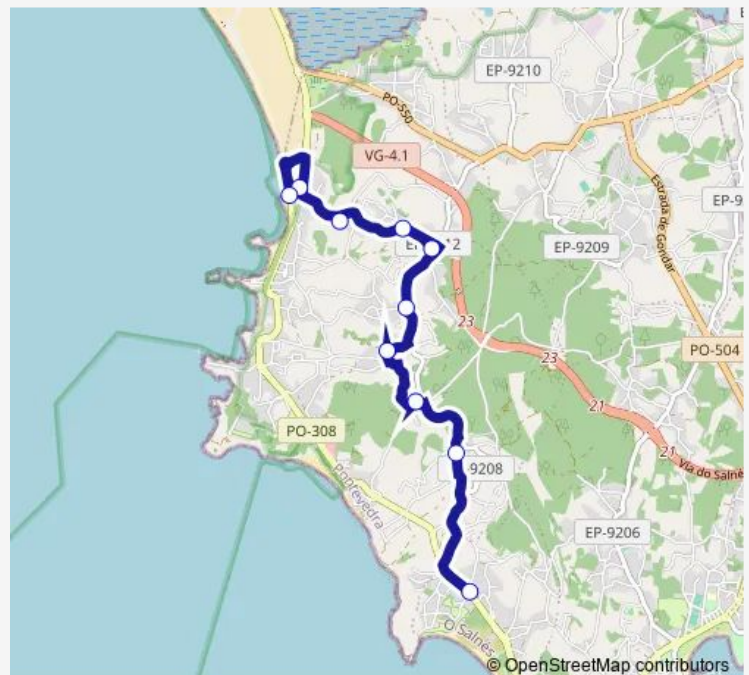 EP-9210
PO-550
VG-4.1
Estrada de Gondar
EP-9
12
EP-9209
23
23
PO-504
21
21
Vía do Salnés
PO-308
Pontevedra
9208
EP-9206
O Salnés
© OpenStreetMap contributors